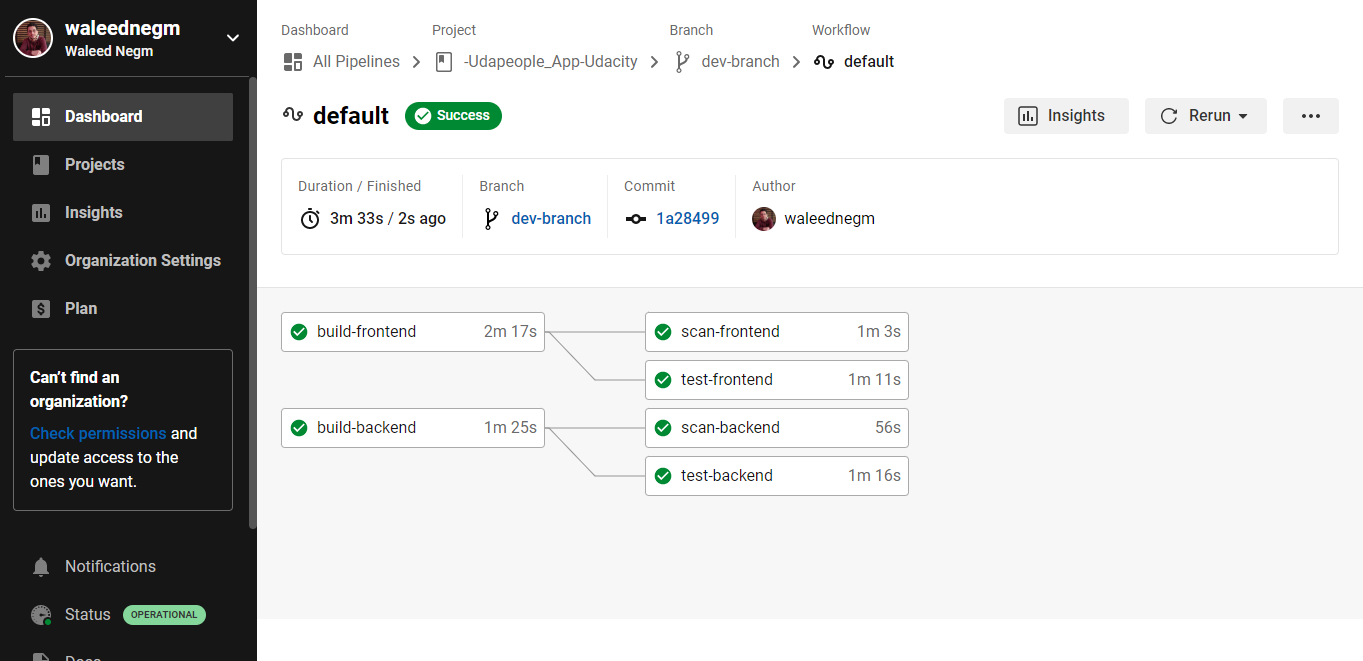 waleednegm
Waleed Negm
Dashboard
Projects
Insights
Organization Settings
Plan
Can't find an
organization?
Check permissions and
update access to the
ones you want.
Notifications
Status OPERATIONAL
Docs
Dashboard Project Branch Workflow
All Pipelines -Udapeople_App-Udacity dev-branch default
default Success Insights Rerun
Duration / Finished Branch Commit Author
3m 33s / 2s ago dev-branch 1a28499 waleednegm
build-frontend 2m 17s scan-frontend 1m 3s
test-frontend 1m 11s
build-backend 1m 25s scan-backend 56s
test-backend 1m 16s